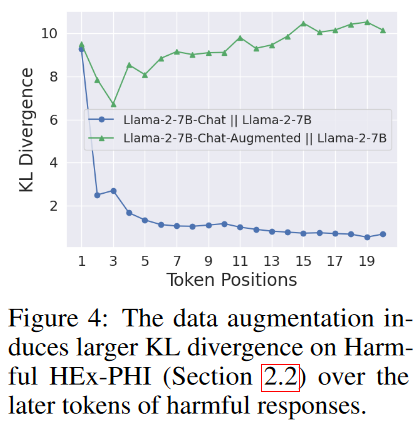 10
8
6
4
2
KL Divergence
Llama-2-7B-Chat || Llama-2-7B
Llama-2-7B-Chat-Augmented || Llama-2-7B
1 3 5 7 9 11 13 15 17 19
Token Positions
Figure 4: The data augmentation in-
duces larger KL divergence on Harm-
ful HEx-PHI (Section 2.2) over the
later tokens of harmful responses.